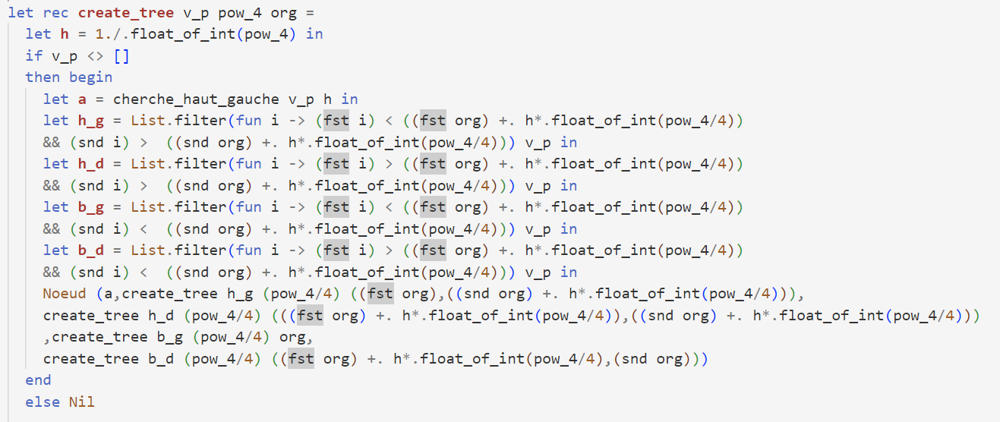 let rec create_tree v_p pow_4 org =
let h = 1./.float_of_int(pow_4) in
if v_p <> []
then begin
let a = cherche_haut_gauche v_p h in
let h_g = List.filter(fun i -> (fst i) < ((fst org) +. h*.float_of_int(pow_4/4))
&& (snd i) >  ((snd org) +. h*.float_of_int(pow_4/4))) v_p in
let h_d = List.filter(fun i -> (fst i) > ((fst org) +. h*.float_of_int(pow_4/4))
&& (snd i) >  ((snd org) +. h*.float_of_int(pow_4/4))) v_p in
let b_g = List.filter(fun i -> (fst i) < ((fst org) +. h*.float_of_int(pow_4/4))
&& (snd i) <  ((snd org) +. h*.float_of_int(pow_4/4))) v_p in
let b_d = List.filter(fun i -> (fst i) > ((fst org) +. h*.float_of_int(pow_4/4))
&& (snd i) <  ((snd org) +. h*.float_of_int(pow_4/4))) v_p in
Noeud (a,create_tree h_g (pow_4/4) ((fst org),((snd org) +. h*.float_of_int(pow_4/4))),
create_tree h_d (pow_4/4) (((fst org) +. h*.float_of_int(pow_4/4)),((snd org) +. h*.float_of_int(pow_4/4)))
,create_tree b_g (pow_4/4) org,
create_tree b_d (pow_4/4) ((fst org) +. h*.float_of_int(pow_4/4),(snd org)))
end
else Nil